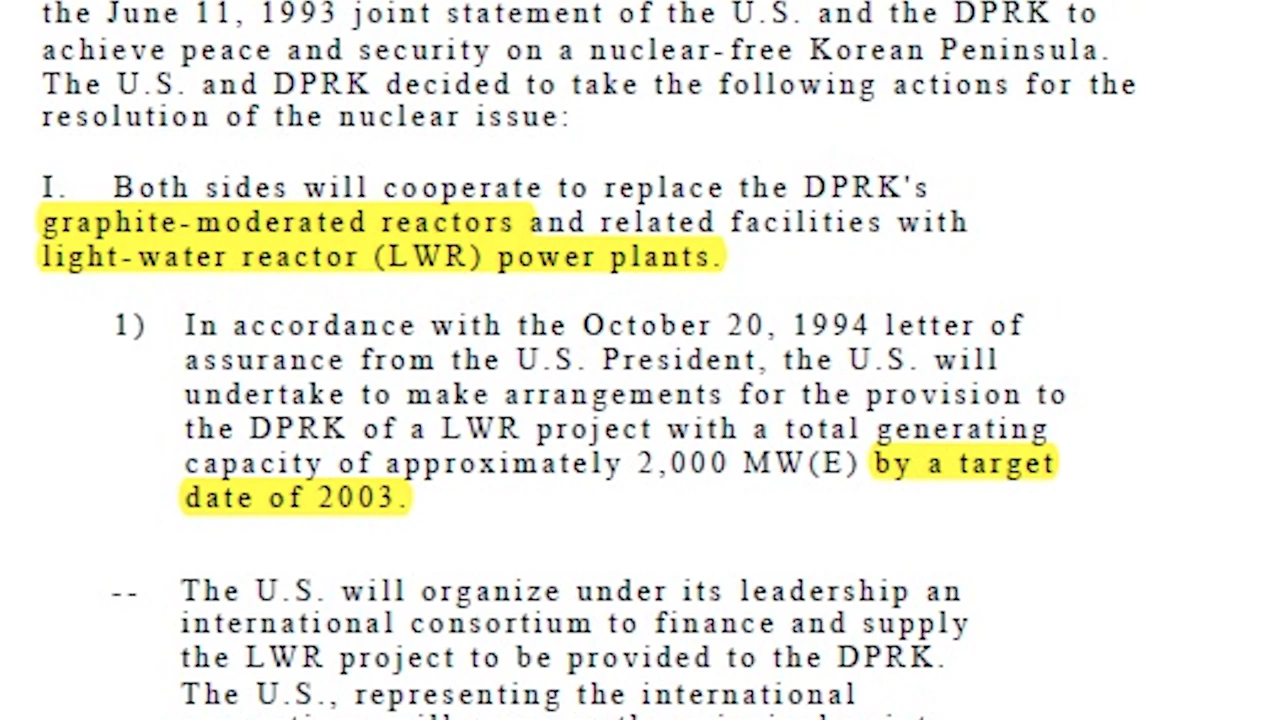 the June 11, 1993 joint statement of the U.S. and the DPRK to
achieve peace and security on a nuclear-free Korean Peninsula.
The U.S. and DPRK decided to take the following actions for the
resolution of the nuclear issue:
I. Both sides will cooperate to replace the DPRK's
graphite-moderated reactors and related facilities with
light-water reactor (LWR) power plants.
1) In accordance with the October 20, 1994 letter of
assurance from the U.S. President, the U.S. will
undertake to make arrangements for the provision to
the DPRK of a LWR project with a total generating
capacity of approximately 2,000 MW(E) by a target
date of 2003.
-- The U.S. will organize under its leadership an
international consortium to finance and supply
the LWR project to be provided to the DPRK.
The U.S., representing the international